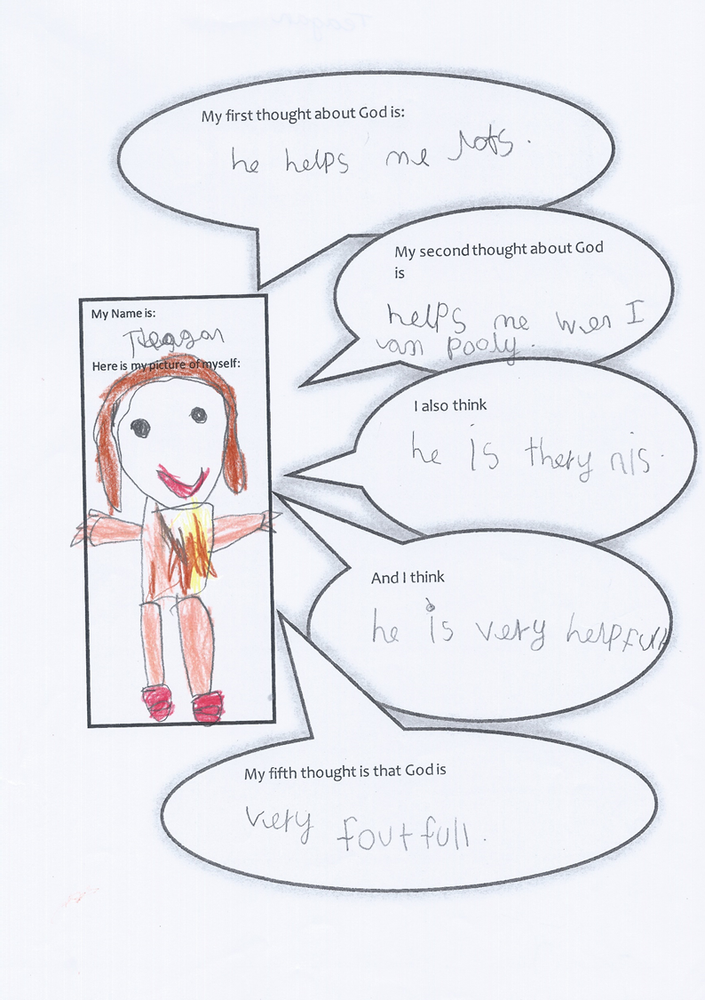 My first thought about God is:
he helps me lots.
My second thought about God
is
helps me wen I
am pooly.
My Name is:
Teagan
Here is my picture of myself:
I also think
he is thery nis.
And I think
he is very helpfull
My fifth thought is that God is
very foutfull.